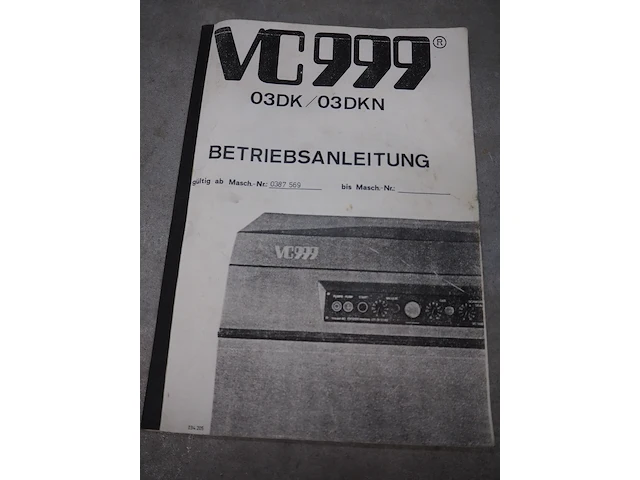 VC999®
03DK/03DKN
BETRIEBSANLEITUNG
gültig ab Masch.-Nr.: 0387 569 bis Masch.-Nr.:
VC999